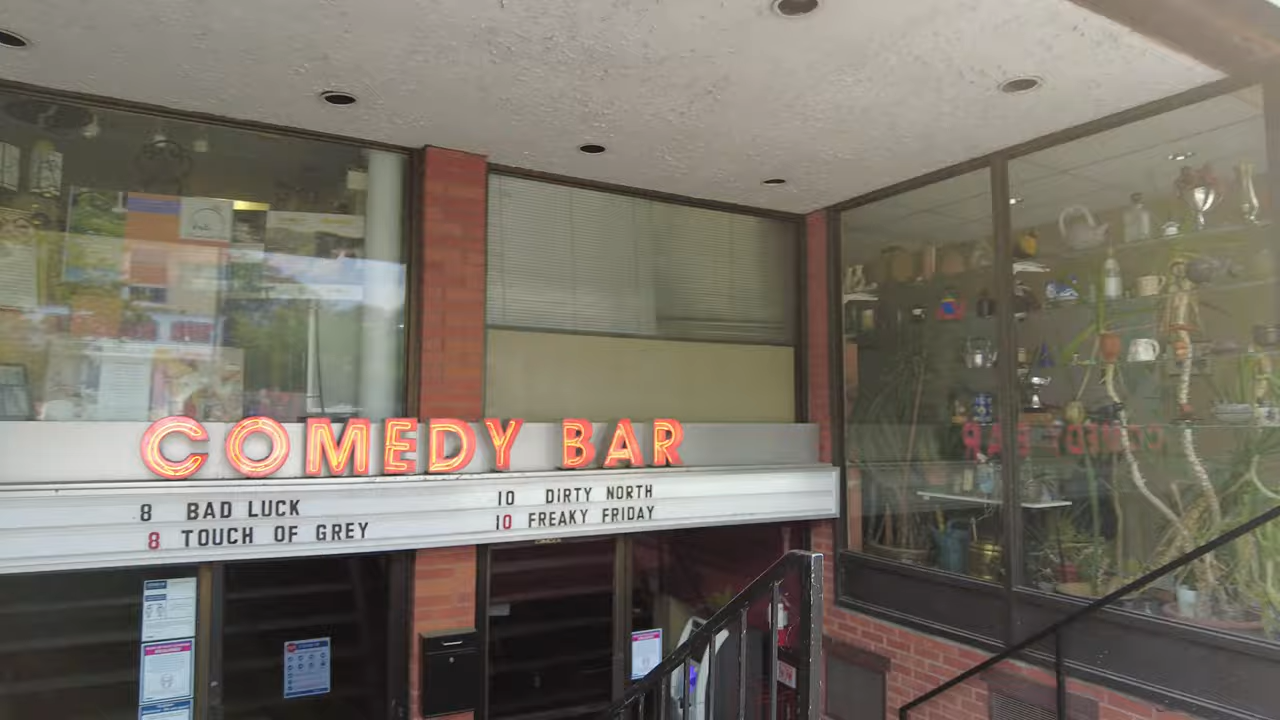 COMEDY BAR
8 BAD LUCK
8 TOUCH OF GREY
10 DIRTY NORTH
10 FREAKY FRIDAY